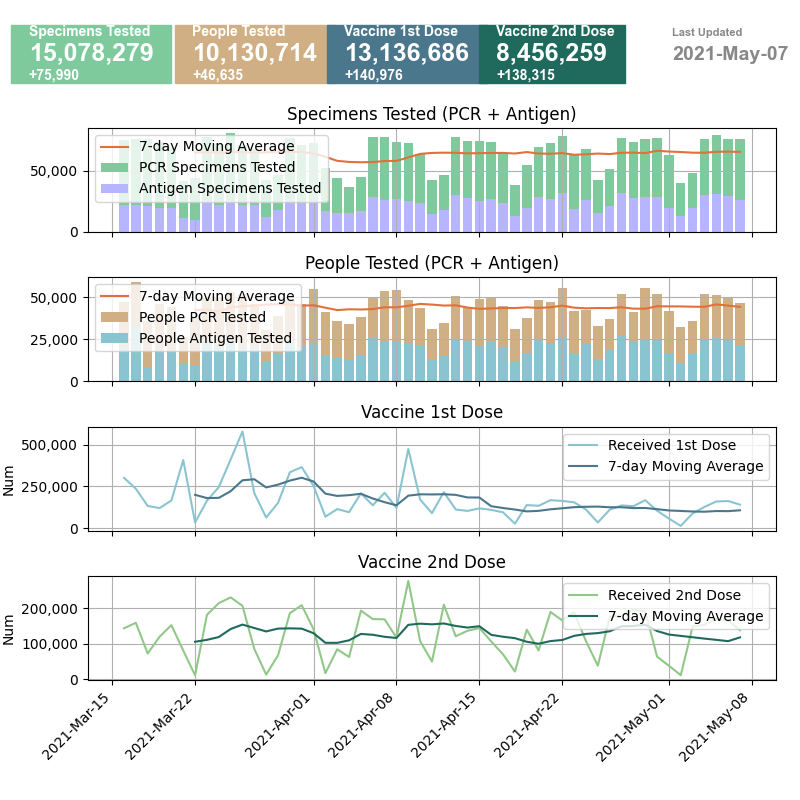 Specimens Tested
15,078,279
+75,990
People Tested
10,130,714
+46,635
Vaccine 1st Dose
13,136,686
+140,976
Vaccine 2nd Dose
8,456,259
+138,315
Last Updated
2021-May-07
Specimens Tested (PCR + Antigen)
7-day Moving Average
PCR Specimens Tested
Antigen Specimens Tested
50,000
0
People Tested (PCR + Antigen)
7-day Moving Average
People PCR Tested
People Antigen Tested
50,000
25,000
0
Vaccine 1st Dose
Received 1st Dose
7-day Moving Average
Num
500,000
250,000
0
Vaccine 2nd Dose
Received 2nd Dose
7-day Moving Average
Num
200,000
100,000
0
2021-Mar-15
2021-Mar-22
2021-Apr-01
2021-Apr-08
2021-Apr-15
2021-Apr-22
2021-May-01
2021-May-08